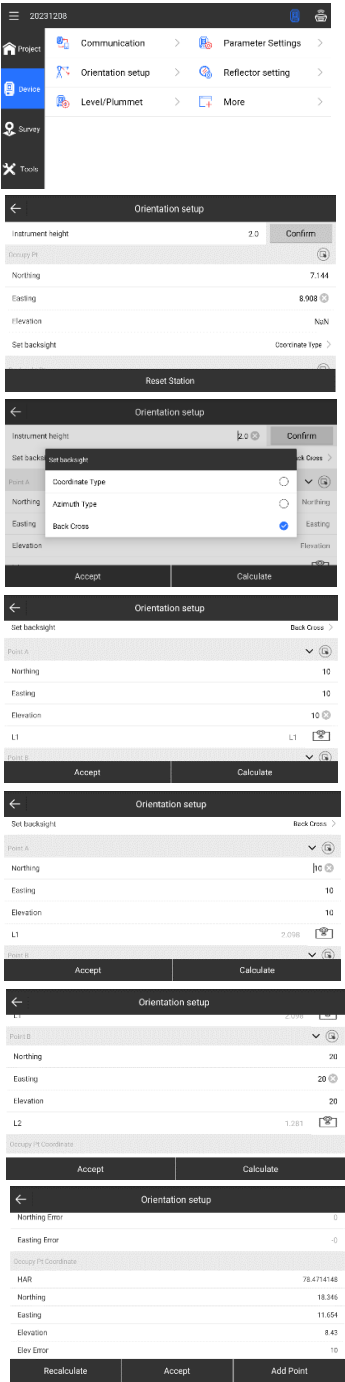 20231208
Project
Communication
Parameter Settings
Device
Orientation setup
Reflector setting
Level/Plummet
More
Survey
Tools
Orientation setup
Instrument height 2.0 Confirm
Occupy Pt
Northing 7.144
Easting 8.908
Elevation NaN
Set backsight Coordinate Type
Reset Station
Orientation setup
Instrument height 2.0 Confirm
Set backsight
Coordinate Type
Azimuth Type
Back Cross
Point A
Northing Northing
Easting Easting
Elevation Elevation
Accept Calculate
Orientation setup
Set backsight Back Cross
Point A
Northing 10
Easting 10
Elevation 10
L1 L1
Point B
Accept Calculate
Orientation setup
Set backsight Back Cross
Point A
Northing 10
Easting 10
Elevation 10
L1 2.098
Point B
Accept Calculate
Orientation setup
L1 2.098
Point B
Northing 20
Easting 20
Elevation 20
L2 1.281
Occupy Pt Coordinate
Accept Calculate
Orientation setup
Northing Error 0
Easting Error -0
Occupy Pt Coordinate
HAR 78.4714148
Northing 18.346
Easting 11.654
Elevation 8.43
Elev Error 10
Recalculate Accept Add Point